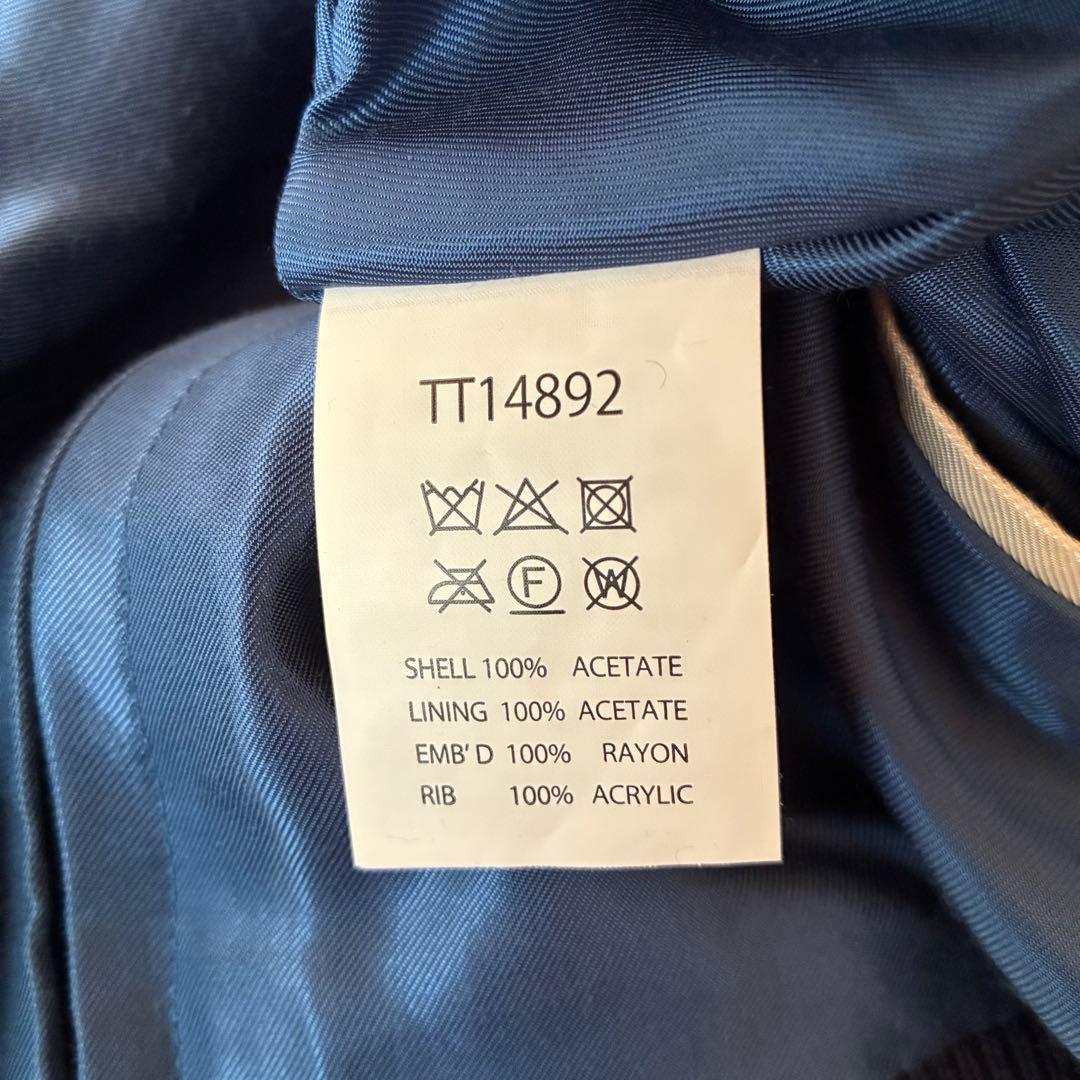 TT14892
F W
SHELL 100% ACETATE
LINING 100% ACETATE
EMB'D 100% RAYON
RIB 100% ACRYLIC